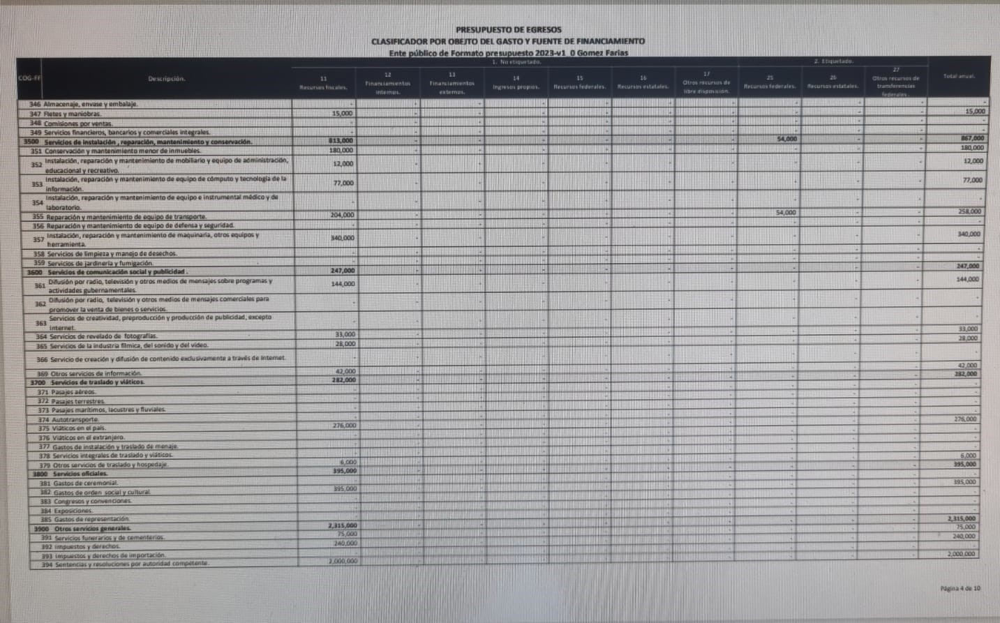 PRESUPUESTO DE EGRESOS
CLASIFICADOR POR OBEJTO DEL GASTO Y FUENTE DE FINANCIAMIENTO
Ente público de Formato presupuesto 2023-v1_0 Gomez Farias
1. No etiquetado. 2. Etiquetado.
COG-FF Descripción. 11 Recursos fiscales. 12 Financiamientos internus. 13 Financiamientos externos. 14 Ingresos propios. 15 Recursos federales. 16 Recursos estatales. 17 Otros recursos de libre disposición. 25 Recursos federales. 26 Recursos estatales. 27 Otros recursos de transferencias federales. Total anual.
346 Almacenaje, envase y embalaje. - - - - - - - - - - -
347 Fletes y maniobras. 15,000 - - - - - - - - - 15,000
348 Comisiones por ventas. - - - - - - - - - - -
349 Servicios financieros, bancarios y comerciales integrales. - - - - - - - - - - -
3500 Servicios de instalación , reparación, mantenimiento y conservación. 813,000 - - - - - - 54,000 - - 867,000
351 Conservación y mantenimiento menor de inmuebles. 180,000 - - - - - - - - - 180,000
352 Instalación, reparación y mantenimiento de mobiliario y equipo de administración, educacional y recreativo. 12,000 - - - - - - - - - 12,000
353 Instalación, reparación y mantenimiento de equipo de cómputo y tecnología de la información. 77,000 - - - - - - - - - 77,000
354 Instalación, reparación y mantenimiento de equipo e instrumental médico y de laboratorio. - - - - - - - - - - -
355 Reparación y mantenimiento de equipo de transporte. 204,000 - - - - - - 54,000 - - 258,000
356 Reparación y mantenimiento de equipo de defensa y seguridad. - - - - - - - - - - -
357 Instalación, reparación y mantenimiento de maquinaria, otros equipos y herramienta. 340,000 - - - - - - - - - 340,000
358 Servicios de limpieza y manejo de desechos. - - - - - - - - - - -
359 Servicios de jardinería y fumigación. - - - - - - - - - - -
3600 Servicios de comunicación social y publicidad . 247,000 - - - - - - - - - 247,000
361 Difusión por radio, televisión y otros medios de mensajes sobre programas y actividades gubernamentales. 144,000 - - - - - - - - - 144,000
362 Difusión por radio, televisión y otros medios de mensajes comerciales para promover la venta de bienes o servicios. - - - - - - - - - - -
363 Servicios de creatividad, preproducción y producción de publicidad, excepto Internet. - - - - - - - - - - -
364 Servicios de revelado de fotografías. 33,000 - - - - - - - - - 33,000
365 Servicios de la industria fílmica, del sonido y del video. 28,000 - - - - - - - - - 28,000
366 Servicio de creación y difusión de contenido exclusivamente a través de Internet. - - - - - - - - - - -
369 Otros servicios de información. 42,000 - - - - - - - - - 42,000
3700 Servicios de traslado y viáticos. 282,000 - - - - - - - - - 282,000
371 Pasajes aéreos. - - - - - - - - - - -
372 Pasajes terrestres. - - - - - - - - - - -
373 Pasajes marítimos, lacustres y fluviales. - - - - - - - - - - -
374 Autotransporte. - - - - - - - - - - -
375 Viáticos en el país. 276,000 - - - - - - - - - 276,000
376 Viáticos en el extranjero. - - - - - - - - - - -
377 Gastos de instalación y traslado de menaje. - - - - - - - - - - -
378 Servicios integrales de traslado y viáticos. - - - - - - - - - - -
379 Otros servicios de traslado y hospedaje. 6,000 - - - - - - - - - 6,000
3800 Servicios oficiales. 395,000 - - - - - - - - - 395,000
381 Gastos de ceremonial. - - - - - - - - - - -
382 Gastos de orden social y cultural. 395,000 - - - - - - - - - 395,000
383 Congresos y convenciones. - - - - - - - - - - -
384 Exposiciones. - - - - - - - - - - -
385 Gastos de representación. - - - - - - - - - - -
3900 Otros servicios generales. 2,315,000 - - - - - - - - - 2,315,000
391 Servicios funerarios y de cementerios. 75,000 - - - - - - - - - 75,000
392 Impuestos y derechos. 240,000 - - - - - - - - - 240,000
393 Impuestos y derechos de importación. - - - - - - - - - - -
394 Sentencias y resoluciones por autoridad competente. 2,000,000 - - - - - - - - - 2,000,000
Página 4 de 10